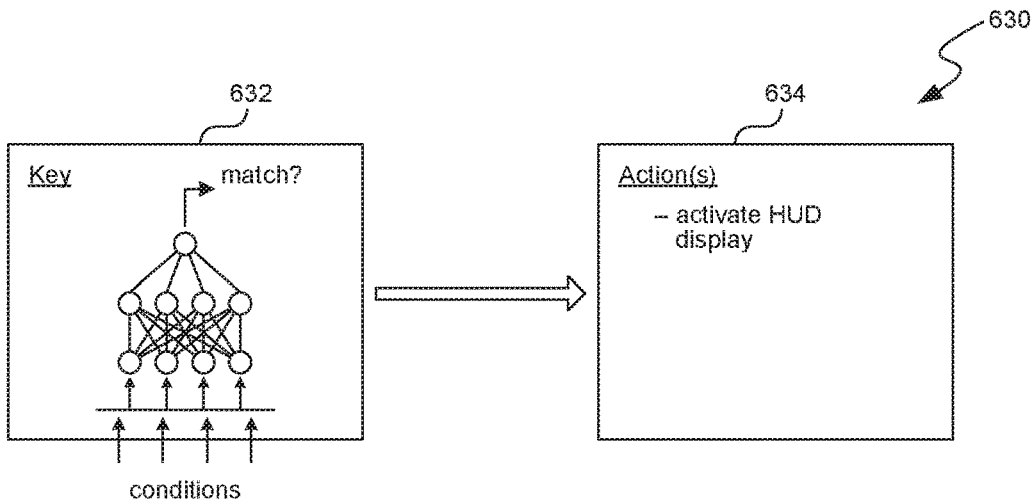 630
632
634
Key
match?
Action(s)
– activate HUD
display
conditions